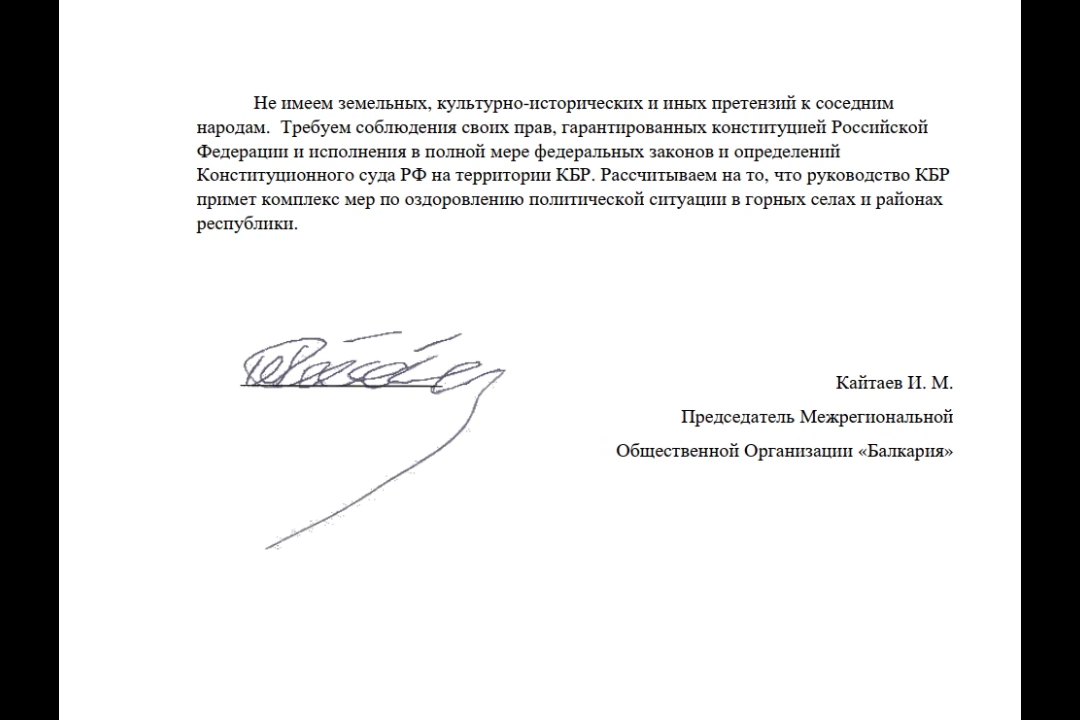 Не имеем земельных, культурно-исторических и иных претензий к соседним
народам. Требуем соблюдения своих прав, гарантированных конституцией Российской
Федерации и исполнения в полной мере федеральных законов и определений
Конституционного суда РФ на территории КБР. Рассчитываем на то, что руководство КБР
примет комплекс мер по оздоровлению политической ситуации в горных селах и районах
республики.
Кайтаев И. М.
Председатель Межрегиональной
Общественной Организации «Балкария»